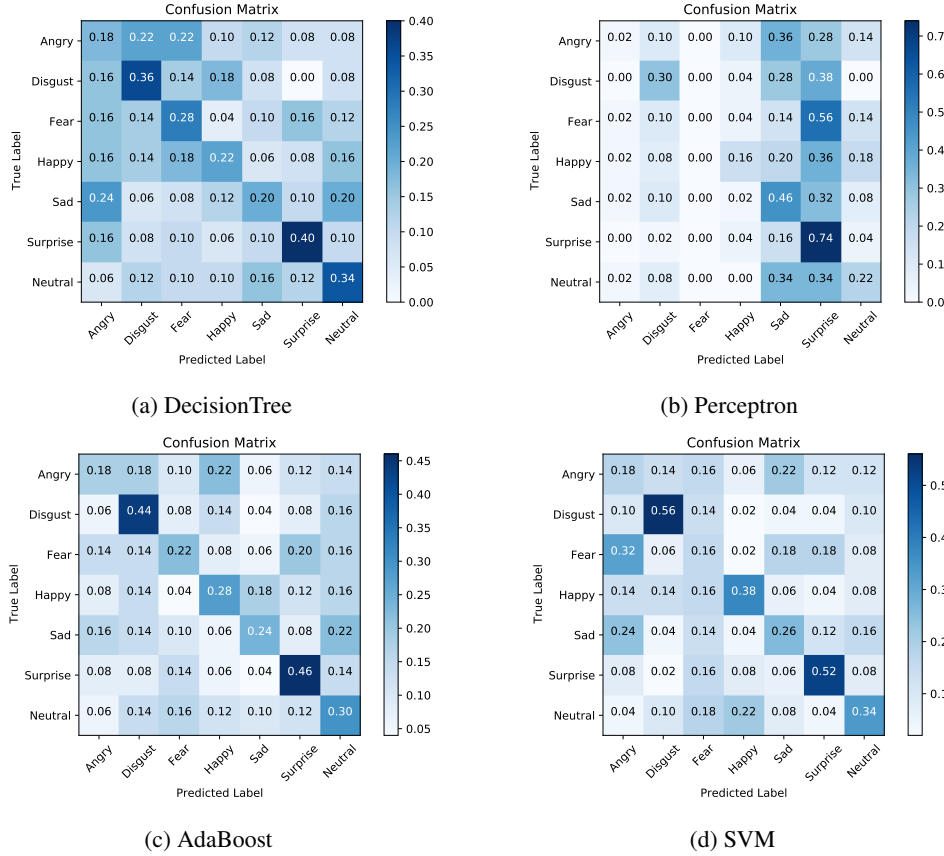 Confusion Matrix
Angry 0.18 0.22 0.22 0.10 0.12 0.08 0.08
Disgust 0.16 0.36 0.14 0.18 0.08 0.00 0.08
Fear 0.16 0.14 0.28 0.04 0.10 0.16 0.12
Happy 0.16 0.14 0.18 0.22 0.06 0.08 0.16
Sad 0.24 0.06 0.08 0.12 0.20 0.10 0.20
Surprise 0.16 0.08 0.10 0.06 0.10 0.40 0.10
Neutral 0.06 0.12 0.10 0.10 0.16 0.12 0.34
True Label
Angry Disgust Fear Happy Sad Surprise Neutral
Predicted Label
0.40
0.35
0.30
0.25
0.20
0.15
0.10
0.05
0.00
(a) DecisionTree
Confusion Matrix
Angry 0.02 0.10 0.00 0.10 0.36 0.28 0.14
Disgust 0.00 0.30 0.00 0.04 0.28 0.38 0.00
Fear 0.02 0.10 0.00 0.04 0.14 0.56 0.14
Happy 0.02 0.08 0.00 0.16 0.20 0.36 0.18
Sad 0.02 0.10 0.00 0.02 0.46 0.32 0.08
Surprise 0.00 0.02 0.00 0.04 0.16 0.74 0.04
Neutral 0.02 0.08 0.00 0.00 0.34 0.34 0.22
True Label
Angry Disgust Fear Happy Sad Surprise Neutral
Predicted Label
0.7
0.6
0.5
0.4
0.3
0.2
0.1
0.0
(b) Perceptron
Confusion Matrix
Angry 0.18 0.18 0.10 0.22 0.06 0.12 0.14
Disgust 0.06 0.44 0.08 0.14 0.04 0.08 0.16
Fear 0.14 0.14 0.22 0.08 0.06 0.20 0.16
Happy 0.08 0.14 0.04 0.28 0.18 0.12 0.16
Sad 0.16 0.14 0.10 0.06 0.24 0.08 0.22
Surprise 0.08 0.08 0.14 0.06 0.04 0.46 0.14
Neutral 0.06 0.14 0.16 0.12 0.10 0.12 0.30
True Label
Angry Disgust Fear Happy Sad Surprise Neutral
Predicted Label
0.45
0.40
0.35
0.30
0.25
0.20
0.15
0.10
0.05
(c) AdaBoost
Confusion Matrix
Angry 0.18 0.14 0.16 0.06 0.22 0.12 0.12
Disgust 0.10 0.56 0.14 0.02 0.04 0.04 0.10
Fear 0.32 0.06 0.16 0.02 0.18 0.18 0.08
Happy 0.14 0.14 0.16 0.38 0.06 0.04 0.08
Sad 0.24 0.04 0.14 0.04 0.26 0.12 0.16
Surprise 0.08 0.02 0.16 0.08 0.06 0.52 0.08
Neutral 0.04 0.10 0.18 0.22 0.08 0.04 0.34
True Label
Angry Disgust Fear Happy Sad Surprise Neutral
Predicted Label
0.5
0.4
0.3
0.2
0.1
(d) SVM